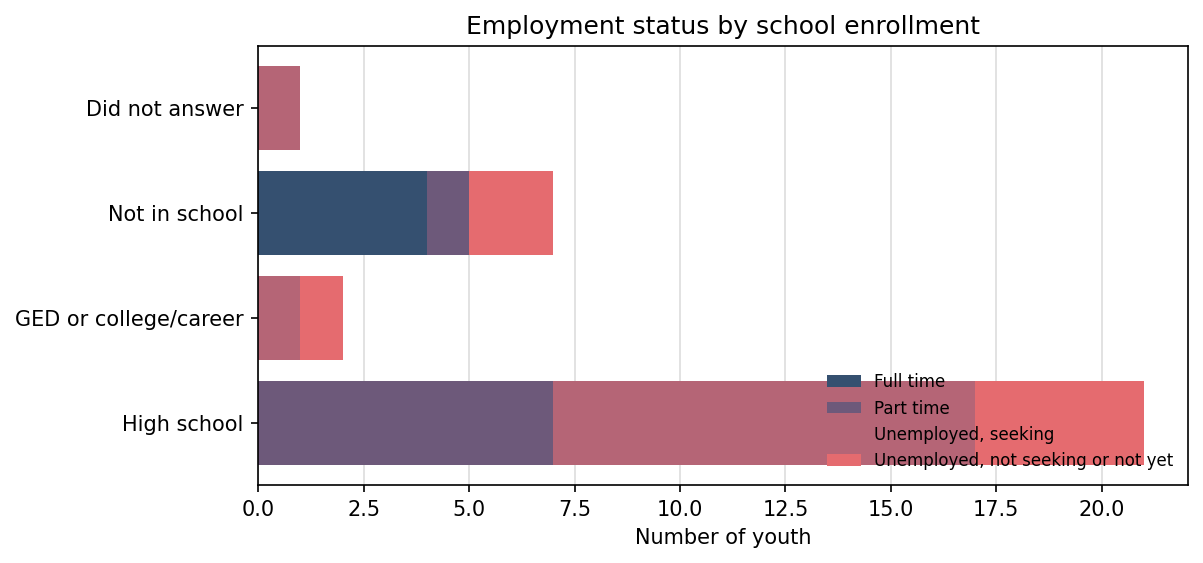 Employment status by school enrollment
Did not answer
Not in school
GED or college/career
High school
Full time
Part time
Unemployed, seeking
Unemployed, not seeking or not yet
0.0 2.5 5.0 7.5 10.0 12.5 15.0 17.5 20.0
Number of youth